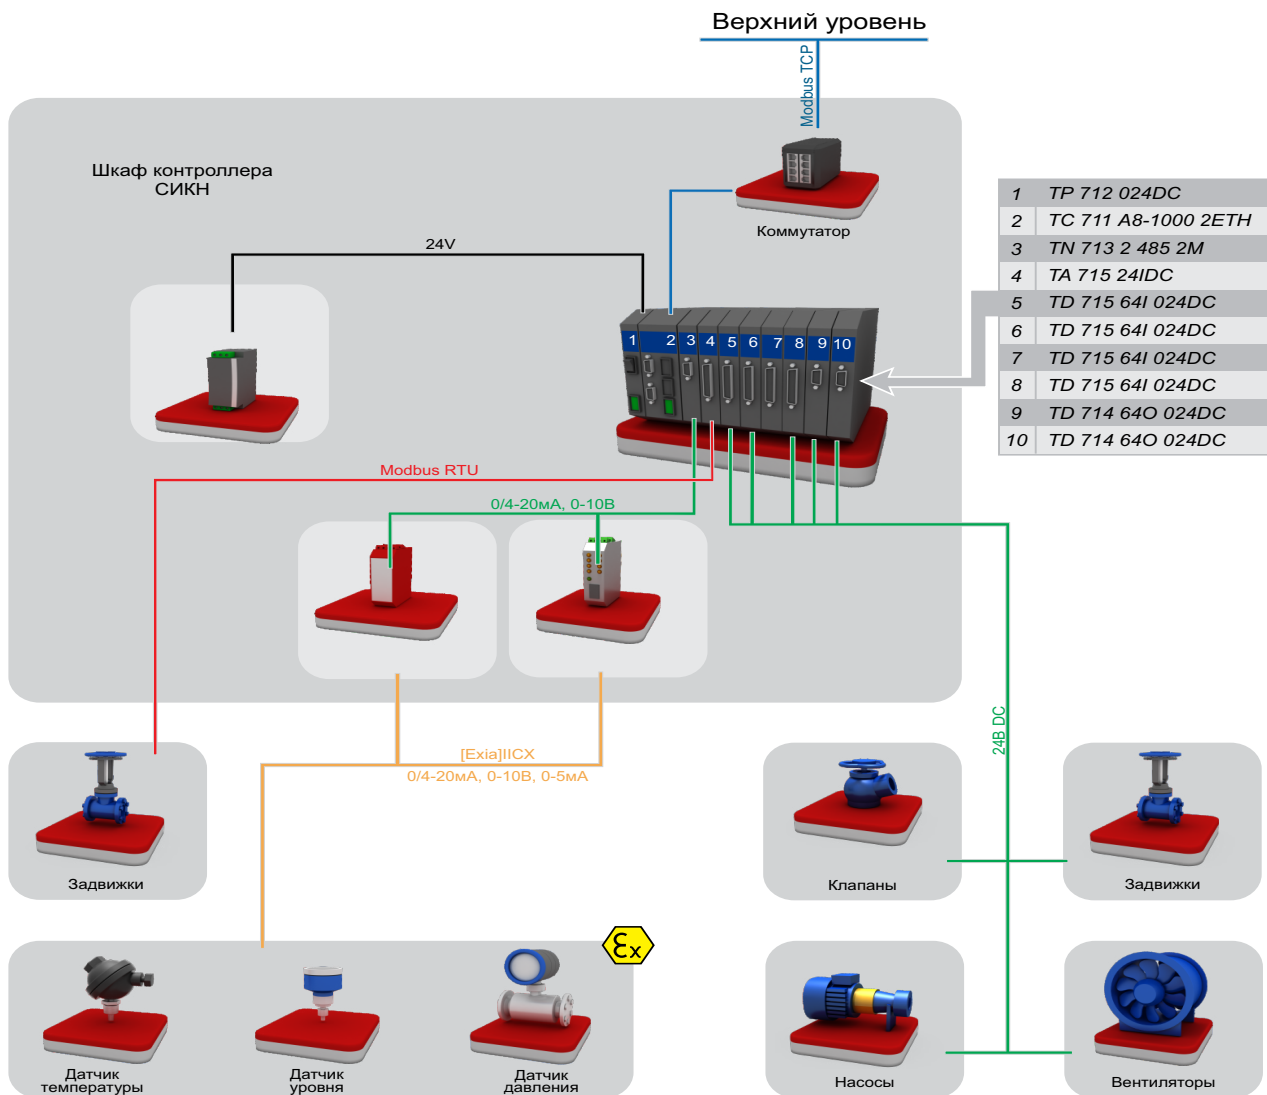 Верхний уровень
Modbus TCP
Шкаф контроллера
СИКН
Коммутатор
24V
1 TP 712 024DC
2 TC 711 A8-1000 2ETH
3 TN 713 2 485 2M
4 TA 715 24IDC
5 TD 715 64I 024DC
6 TD 715 64I 024DC
7 TD 715 64I 024DC
8 TD 715 64I 024DC
9 TD 714 64O 024DC
10 TD 714 64O 024DC
1 2 3 4 5 6 7 8 9 10
Modbus RTU
0/4-20мА, 0-10В
24В DC
[Exia]IICX
0/4-20мА, 0-10В, 0-5мА
Задвижки
Клапаны
Задвижки
Ex
Датчик
температуры
Датчик
уровня
Датчик
давления
Насосы
Вентиляторы